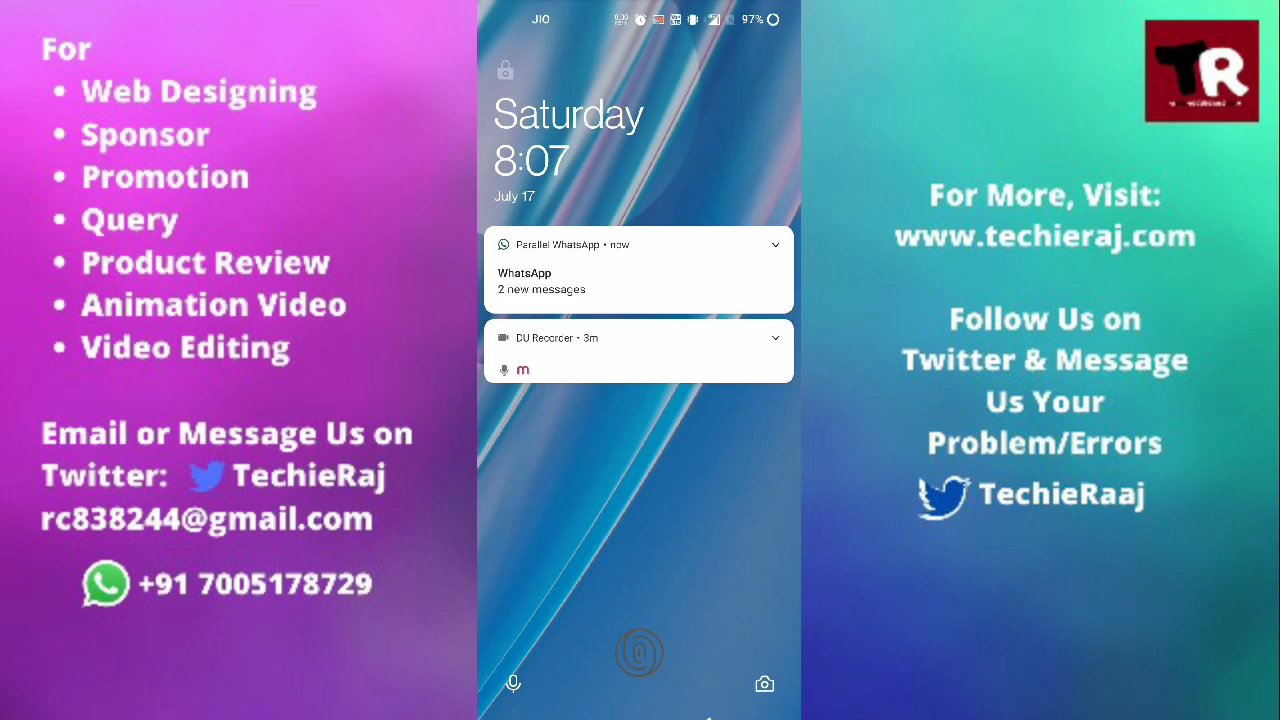 For
• Web Designing
• Sponsor
• Promotion
• Query
• Product Review
• Animation Video
• Video Editing
Email or Message Us on
Twitter: TechieRaj
rc838244@gmail.com
+91 7005178729
JIO
97%
Saturday
8:07
July 17
Parallel WhatsApp • now
WhatsApp
2 new messages
DU Recorder • 3m
m
TR
For More, Visit:
www.techieraj.com
Follow Us on
Twitter & Message
Us Your
Problem/Errors
TechieRaaj